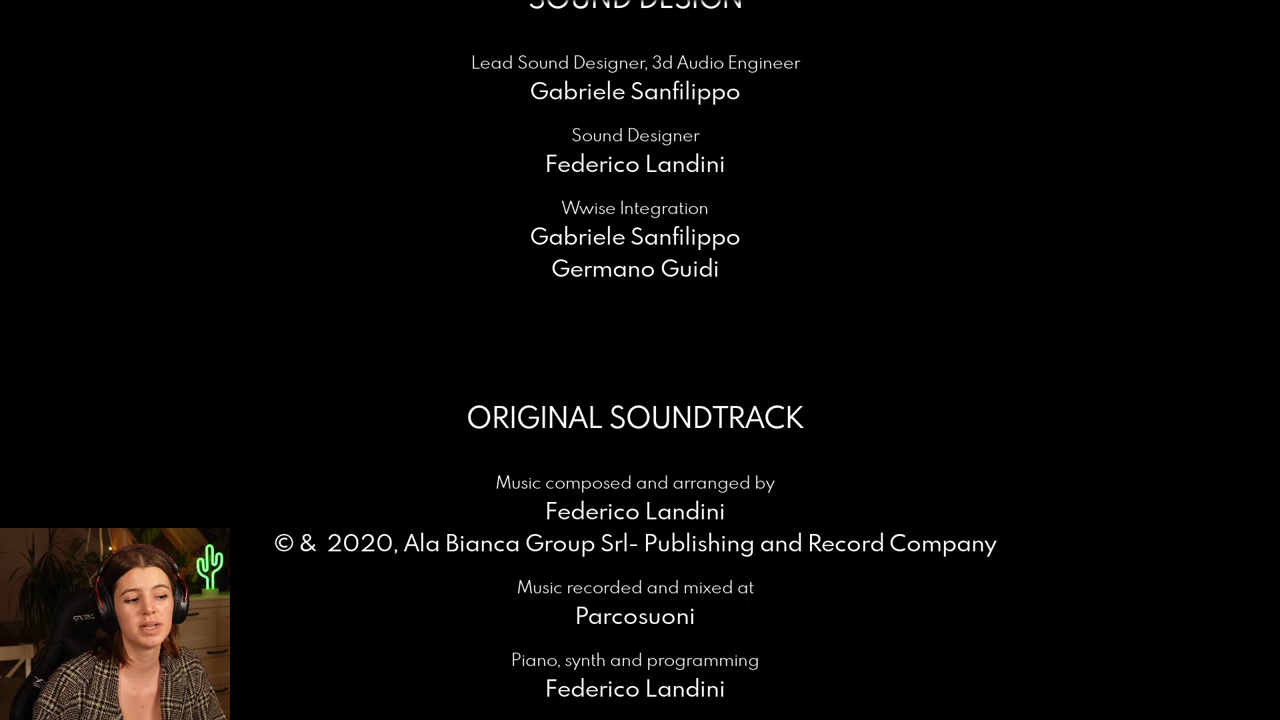 SOUND DESIGN
Lead Sound Designer, 3d Audio Engineer
Gabriele Sanfilippo
Sound Designer
Federico Landini
Wwise Integration
Gabriele Sanfilippo
Germano Guidi
ORIGINAL SOUNDTRACK
Music composed and arranged by
Federico Landini
© & 2020, Ala Bianca Group Srl- Publishing and Record Company
Music recorded and mixed at
Parcosuoni
Piano, synth and programming
Federico Landini